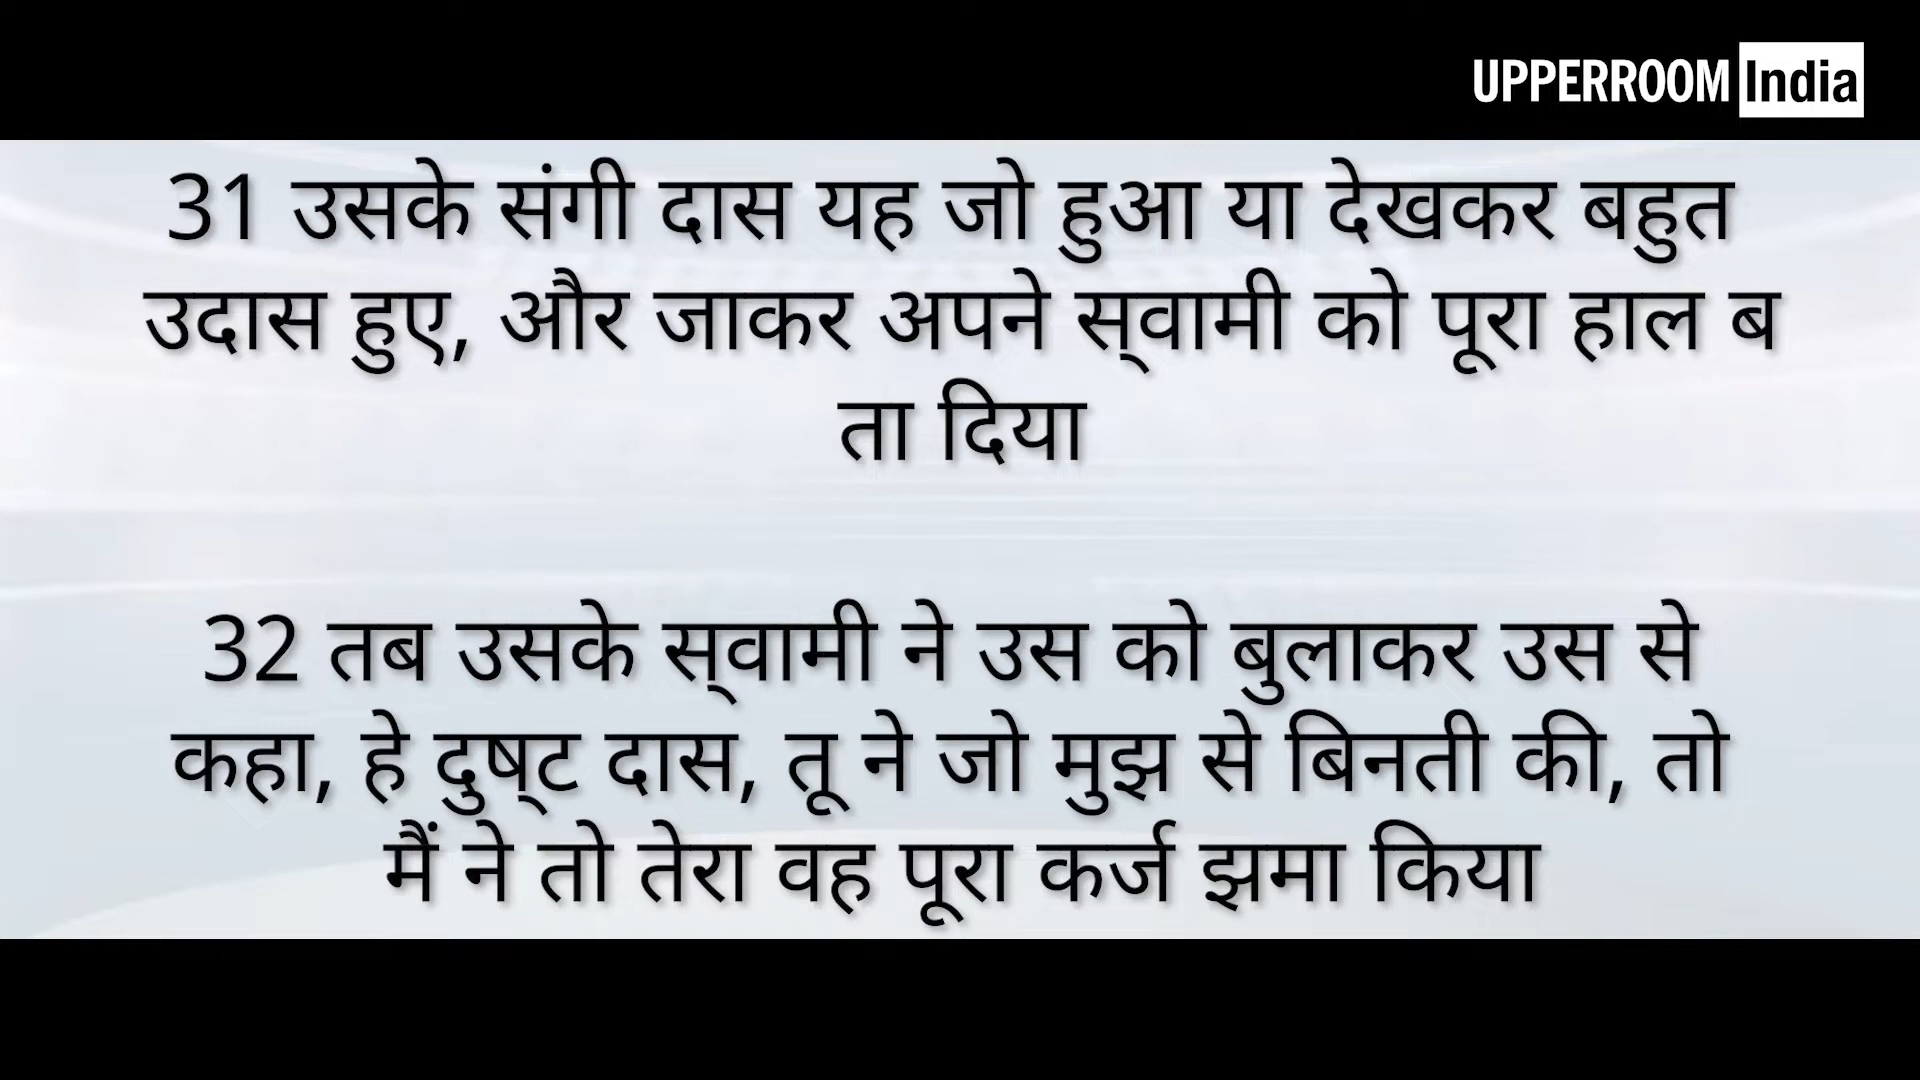 UPPERROOM India
31 उसके संगी दास यह जो हुआ या देखकर बहुत
उदास हुए, और जाकर अपने स्‌वामी को पूरा हाल ब
ता दिया
32 तब उसके स्‌वामी ने उस को बुलाकर उस से
कहा, हे दुष्‌ट दास, तू ने जो मुझ से बिनती की, तो
मैं ने तो तेरा वह पूरा कर्ज झमा किया